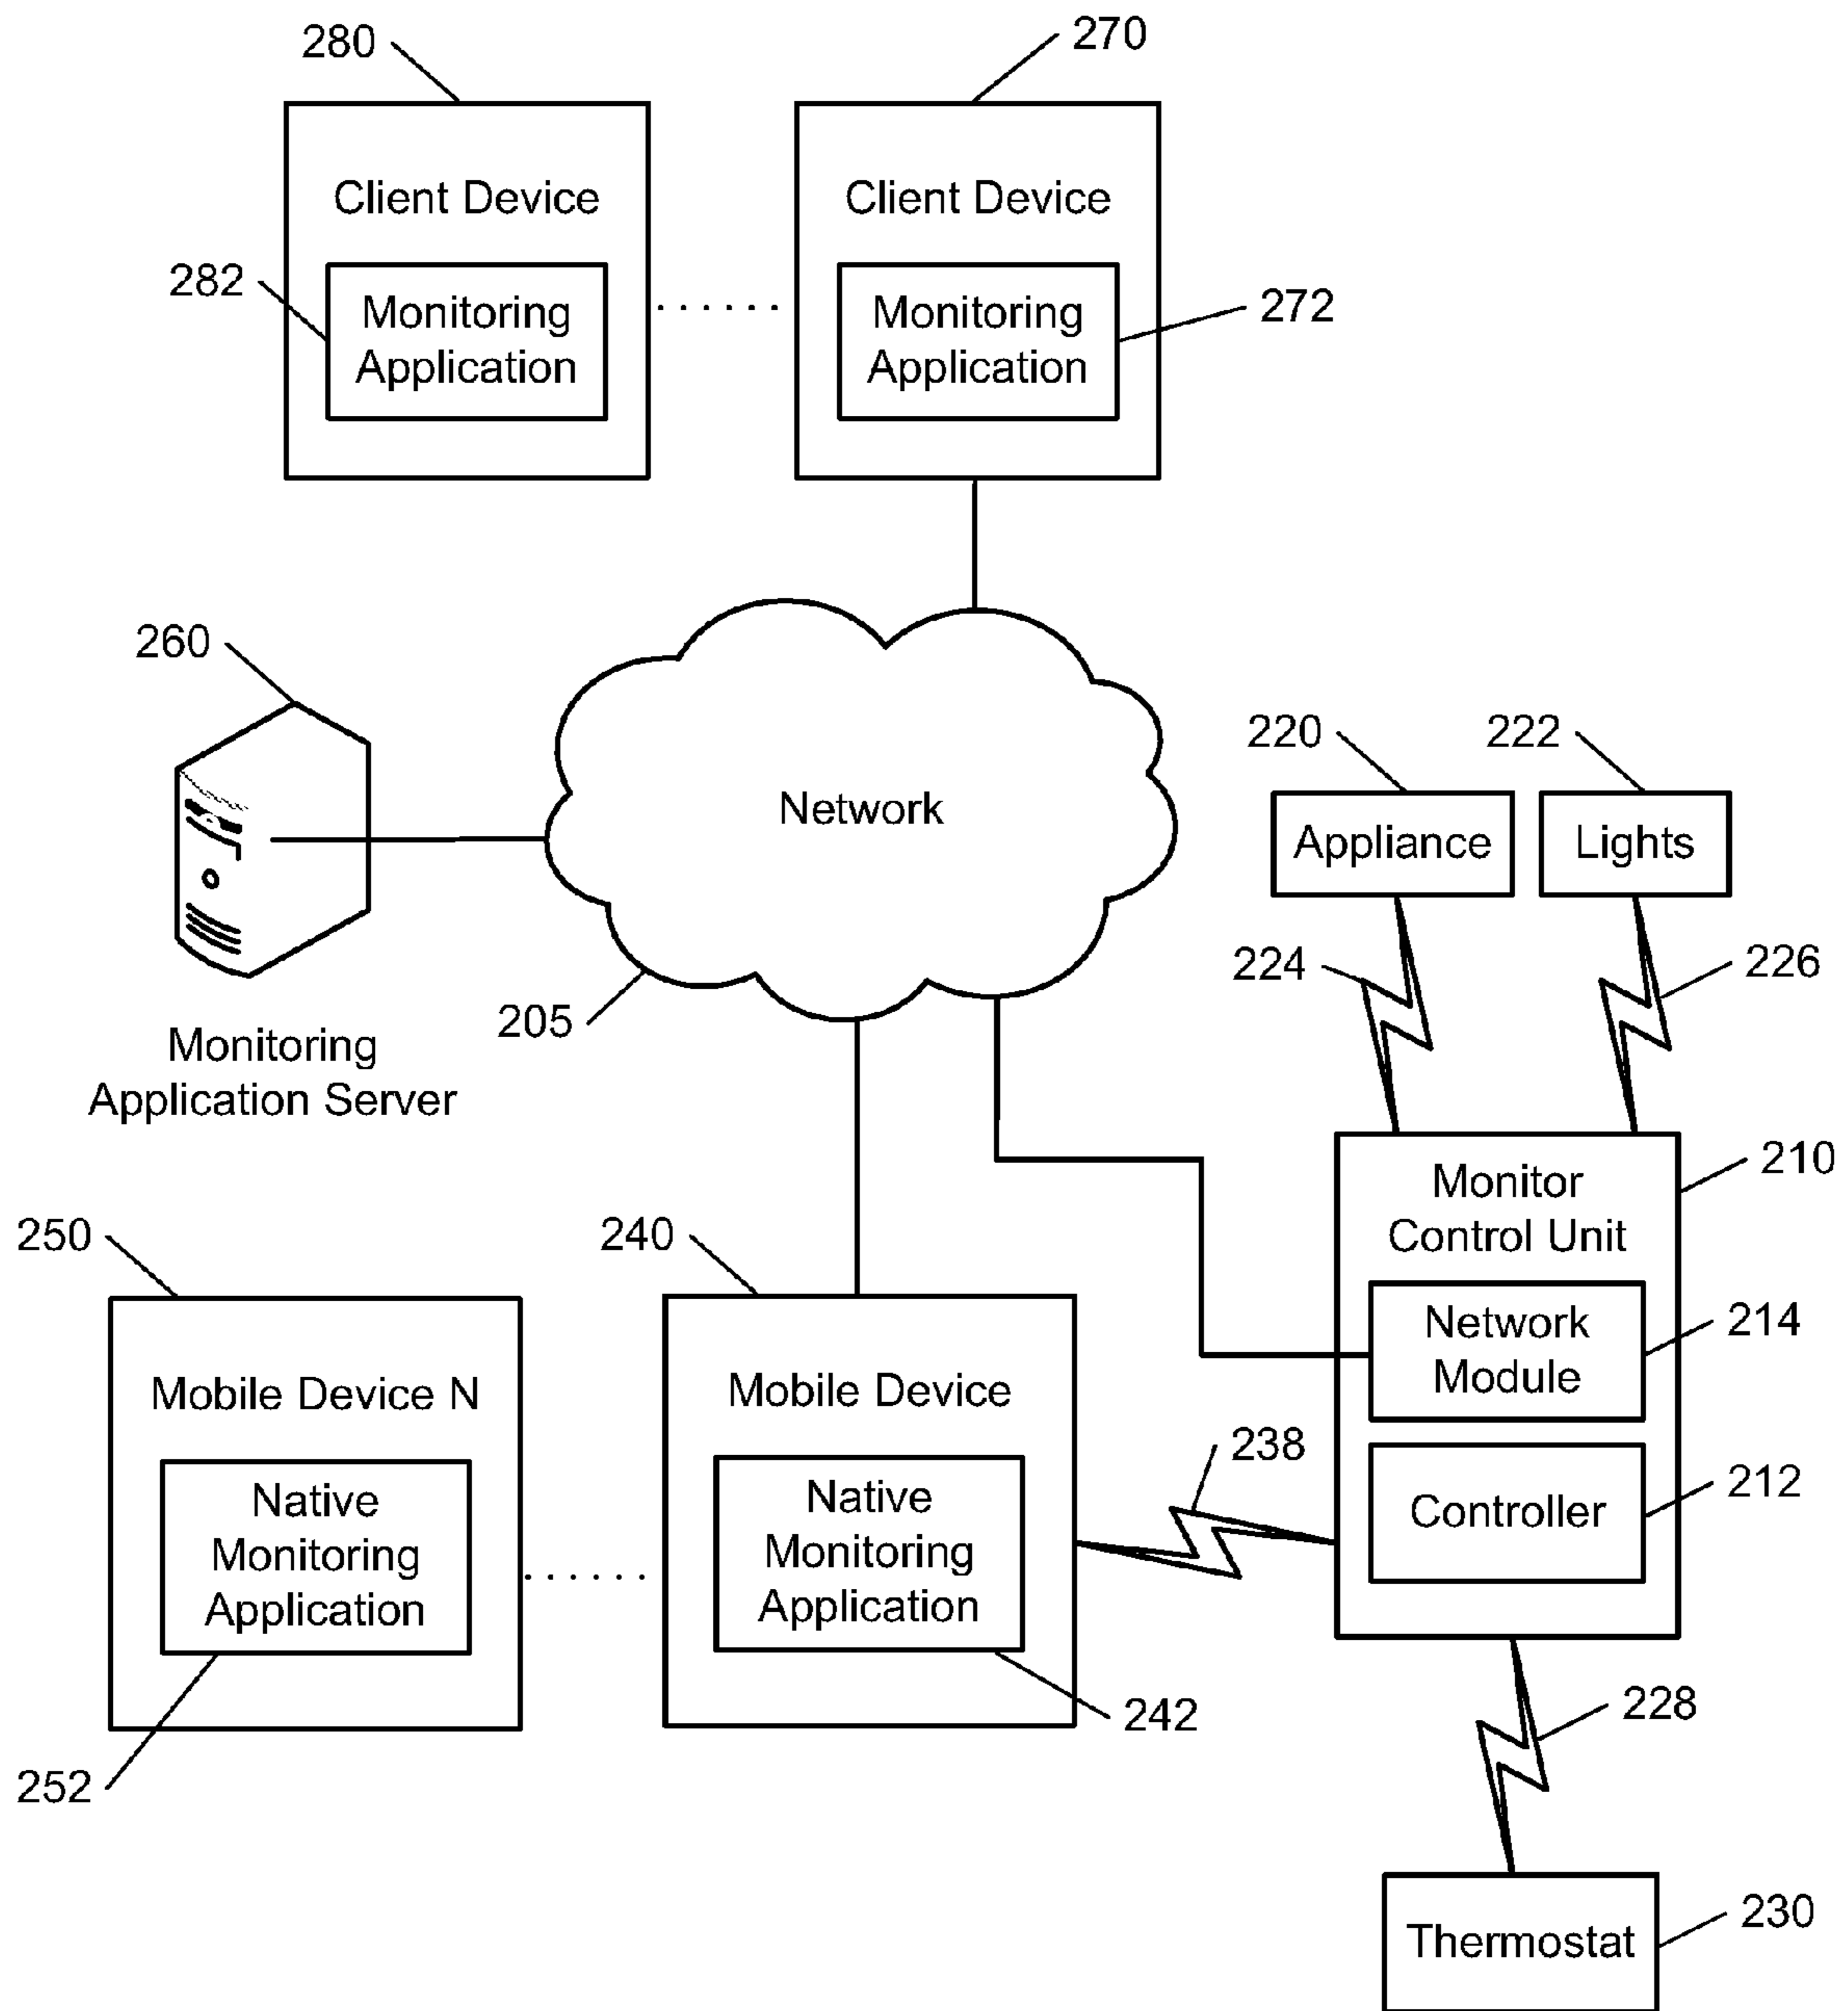 280
270
Client Device
Client Device
282
Monitoring
Application
Monitoring
Application
272
260
Network
220
222
Appliance
Lights
205
224
226
Monitoring
Application Server
210
Monitor
Control Unit
250
240
Network
Module
214
Mobile Device N
Mobile Device
238
Controller
212
Native
Monitoring
Application
Native
Monitoring
Application
252
242
228
Thermostat
230